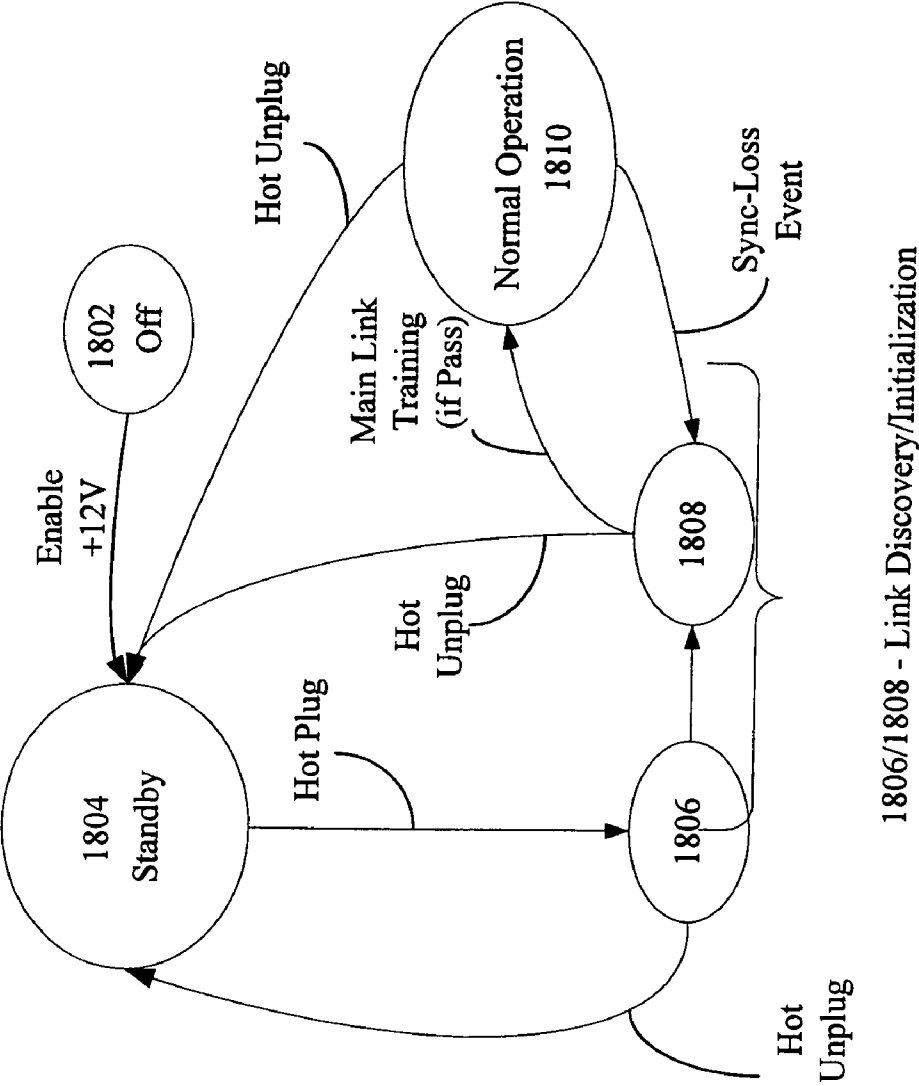 1804
Standby
Enable
+12V
1802
Off
Hot Unplug
Hot Plug
Hot
Unplug
Main Link
Training
(if Pass)
Normal Operation
1810
Hot
Unplug
1806
1808
Sync-Loss
Event
1806/1808 - Link Discovery/Initialization